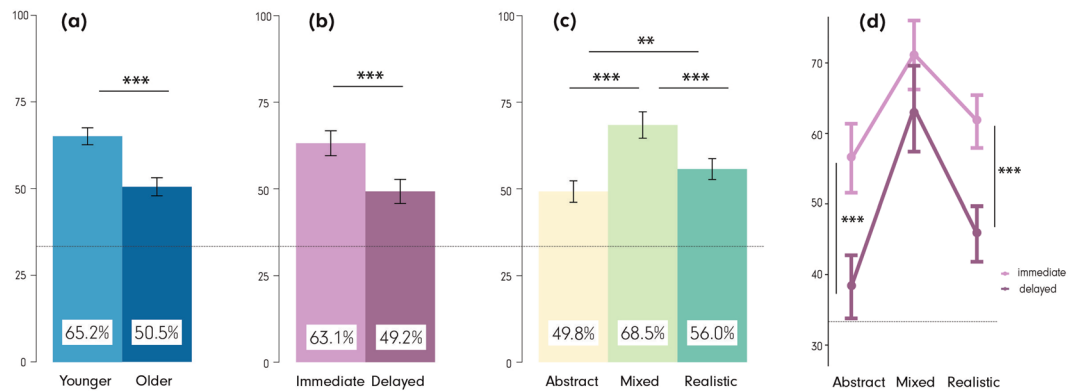 (a)
100
75
50
25
0
***
65.2%
50.5%
Younger
Older
(b)
100
75
50
25
0
***
63.1%
49.2%
Immediate
Delayed
(c)
100
75
50
25
0
**
***
***
49.8%
68.5%
56.0%
Abstract
Mixed
Realistic
(d)
70
60
50
40
30
***
***
immediate
delayed
Abstract
Mixed
Realistic